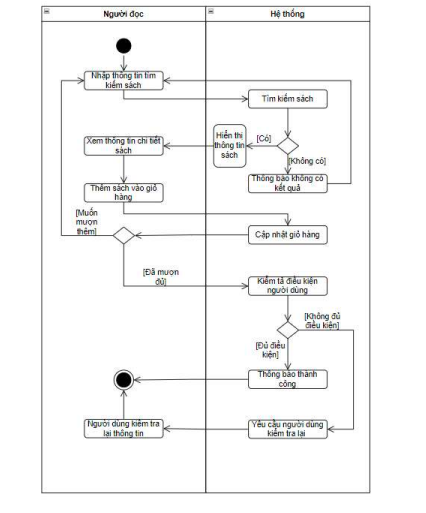 Người đọc
Hệ thống
Nhập thông tin tìm
kiếm sách
Tìm kiếm sách
[Có]
Hiển thị
thông tin
sách
Xem thông tin chi tiết
sách
[Không có]
Thông báo không có
kết quả
Thêm sách vào giỏ
hàng
[Muốn
mượn
thêm]
Cập nhật giỏ hàng
[Đã mượn
đủ]
Kiểm tả điều kiện
người dùng
[Không đủ
điều kiện]
[Đủ điều
kiện]
Thông báo thành
công
Người dùng kiểm tra
lại thông tin
Yêu cầu người dùng
kiểm tra lại